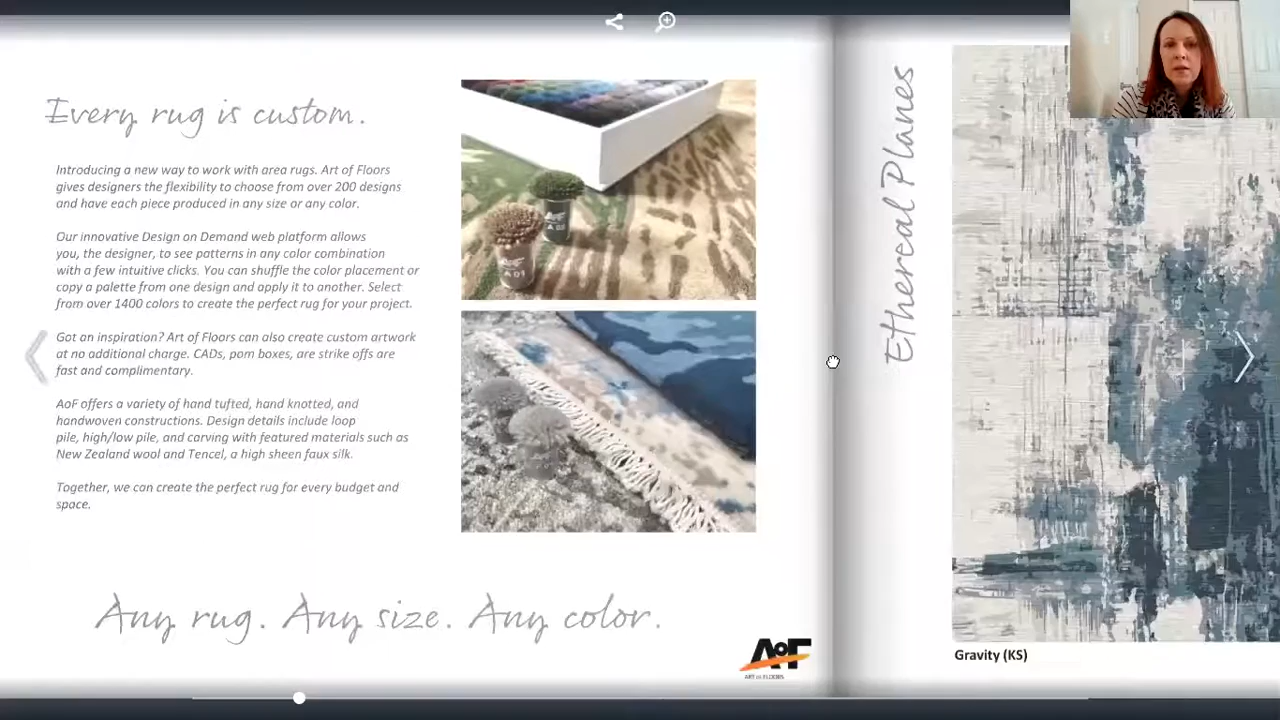 Every rug is custom.
Introducing a new way to work with area rugs. Art of Floors
gives designers the flexibility to choose from over 200 designs
and have each piece produced in any size or any color.
Our innovative Design on Demand web platform allows
you, the designer, to see patterns in any color combination
with a few intuitive clicks. You can shuffle the color placement or
copy a palette from one design and apply it to another. Select
from over 1400 colors to create the perfect rug for your project.
Got an inspiration? Art of Floors can also create custom artwork
at no additional charge. CADs, pom boxes, are strike offs are
fast and complimentary.
AoF offers a variety of hand tufted, hand knotted, and
handwoven constructions. Design details include loop
pile, high/low pile, and carving with featured materials such as
New Zealand wool and Tencel, a high sheen faux silk.
Together, we can create the perfect rug for every budget and
space.
Any rug. Any size. Any color.
AoF
ART OF FLOORS
Ethereal Planes
Gravity (KS)